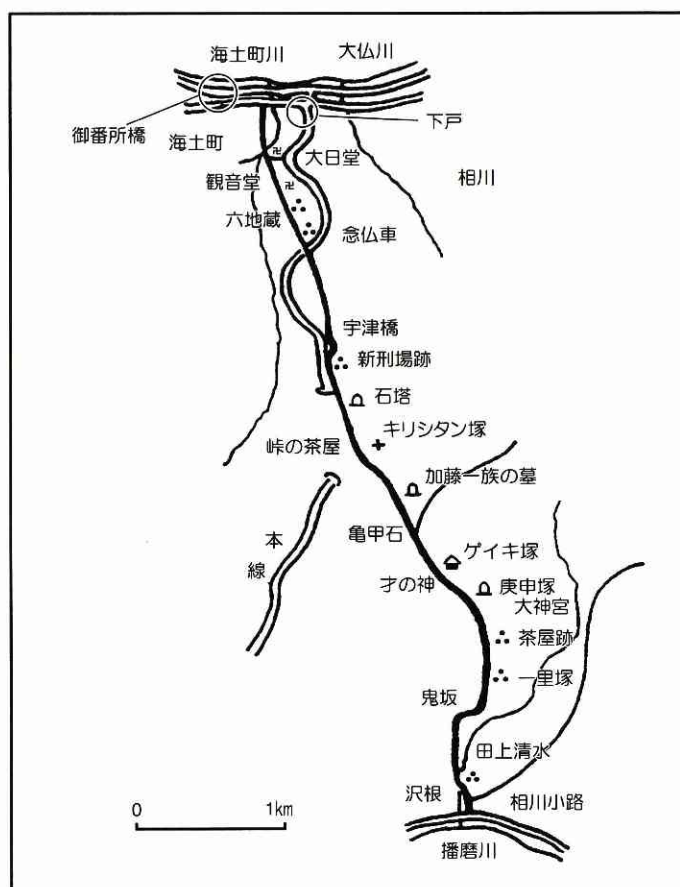 海士町川
大仏川
御番所橋
海士町
下戸
大日堂
観音堂
相川
卍
卍
六地蔵
念仏車
宇津橋
新刑場跡
石塔
キリシタン塚
峠の茶屋
加藤一族の墓
本線
亀甲石
ゲイキ塚
才の神
庚申塚
大神宮
茶屋跡
一里塚
鬼坂
田上清水
沢根
相川小路
播磨川
0 1km